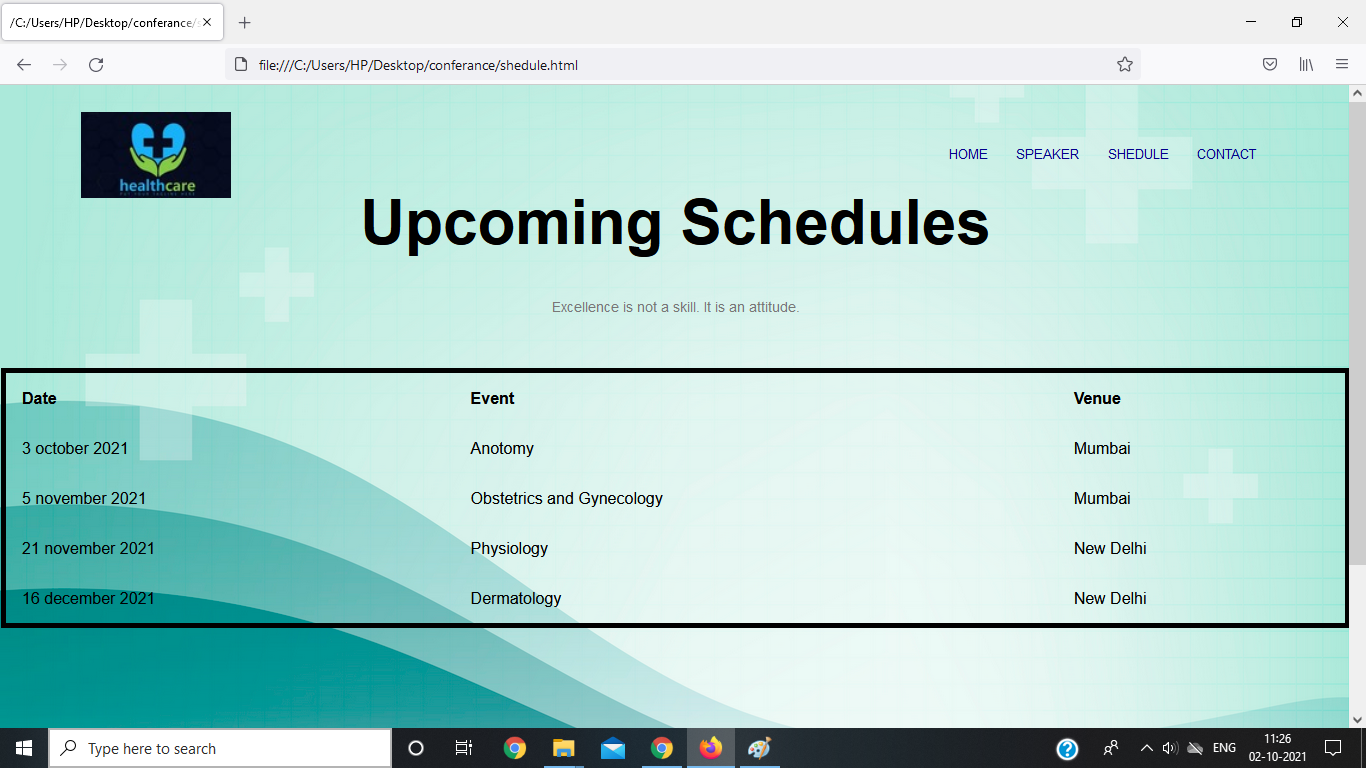 /C:/Users/HP/Desktop/conferance/
file:///C:/Users/HP/Desktop/conferance/shedule.html
healthcare
HOME SPEAKER SHEDULE CONTACT
Upcoming Schedules
Excellence is not a skill. It is an attitude.
Date Event Venue
3 october 2021 Anotomy Mumbai
5 november 2021 Obstetrics and Gynecology Mumbai
21 november 2021 Physiology New Delhi
16 december 2021 Dermatology New Delhi
Type here to search
ENG
11:26
02-10-2021